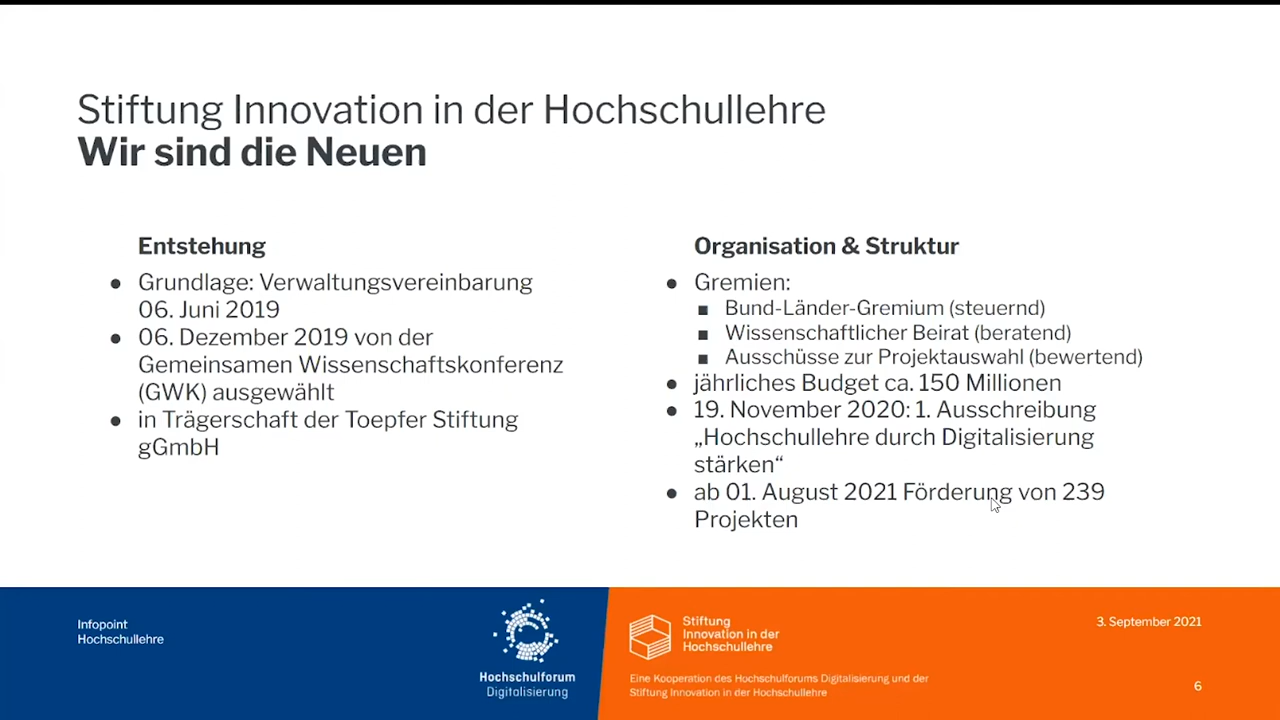 Stiftung Innovation in der Hochschullehre
Wir sind die Neuen
Entstehung
● Grundlage: Verwaltungsvereinbarung
06. Juni 2019
● 06. Dezember 2019 von der
Gemeinsamen Wissenschaftskonferenz
(GWK) ausgewählt
● in Trägerschaft der Toepfer Stiftung
gGmbH
Organisation & Struktur
● Gremien:
■ Bund-Länder-Gremium (steuernd)
■ Wissenschaftlicher Beirat (beratend)
■ Ausschüsse zur Projektauswahl (bewertend)
● jährliches Budget ca. 150 Millionen
● 19. November 2020: 1. Ausschreibung
„Hochschullehre durch Digitalisierung
stärken“
● ab 01. August 2021 Förderung von 239
Projekten
Infopoint
Hochschullehre
Hochschulforum
Digitalisierung
Stiftung
Innovation in der
Hochschullehre
Eine Kooperation des Hochschulforums Digitalisierung und der
Stiftung Innovation in der Hochschullehre
3. September 2021
6